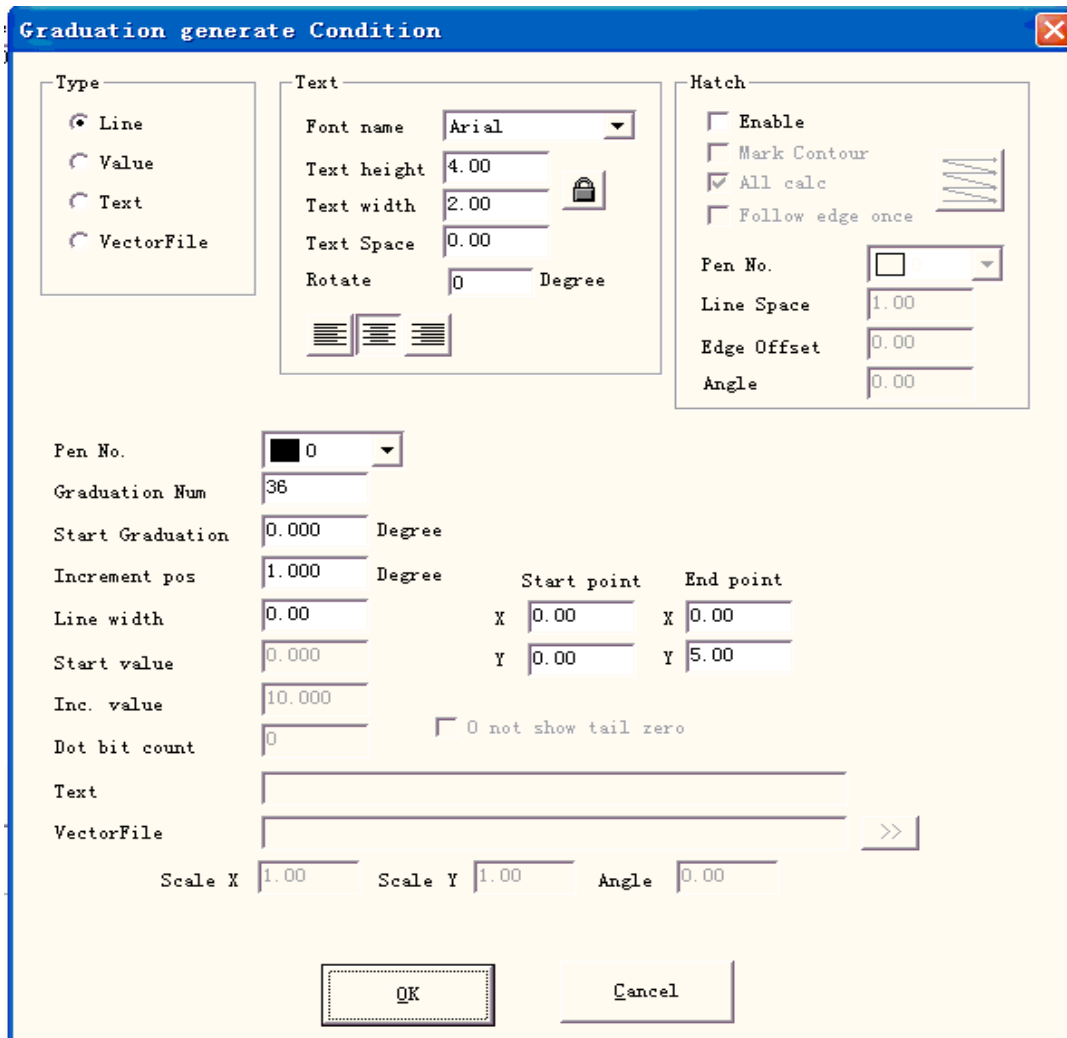 Graduation generate Condition
Type
Line
Value
Text
VectorFile
Text
Font name Arial
Text height 4.00
Text width 2.00
Text Space 0.00
Rotate 0 Degree
Hatch
Enable
Mark Contour
All calc
Follow edge once
Pen No.
Line Space 1.00
Edge Offset 0.00
Angle 0.00
Pen No. 0
Graduation Num 36
Start Graduation 0.000 Degree
Increment pos 1.000 Degree
Line width 0.00
Start value 0.000
Inc. value 10.000
Dot bit count 0
Start point End point
X 0.00 X 0.00
Y 0.00 Y 5.00
0 not show tail zero
Text
VectorFile >>
Scale X 1.00 Scale Y 1.00 Angle 0.00
OK Cancel